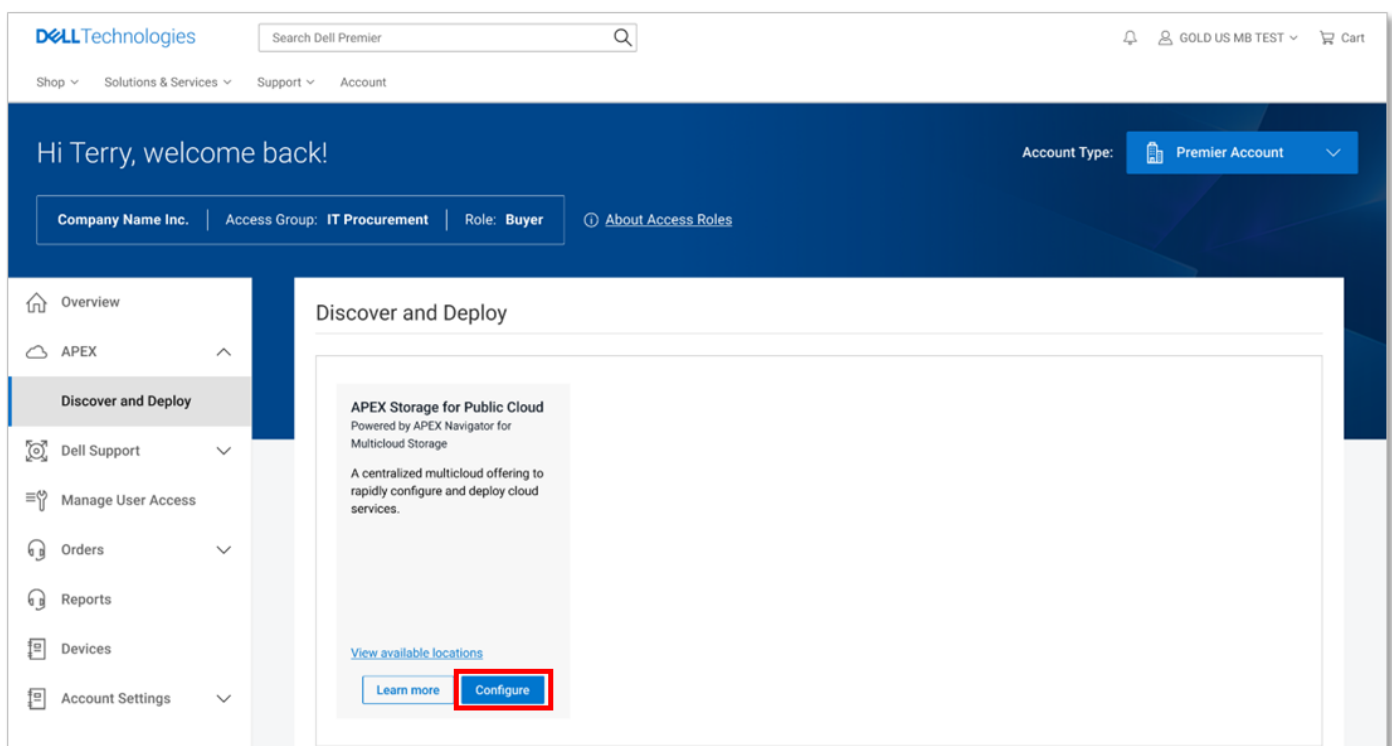 DELLTechnologies
Search Dell Premier
GOLD US MB TEST
Cart
Shop
Solutions & Services
Support
Account
Hi Terry, welcome back!
Account Type:
Premier Account
Company Name Inc.
Access Group: IT Procurement
Role: Buyer
About Access Roles
Overview
APEX
Discover and Deploy
Dell Support
Manage User Access
Orders
Reports
Devices
Account Settings
Discover and Deploy
APEX Storage for Public Cloud
Powered by APEX Navigator for
Multicloud Storage
A centralized multicloud offering to
rapidly configure and deploy cloud
services.
View available locations
Learn more
Configure